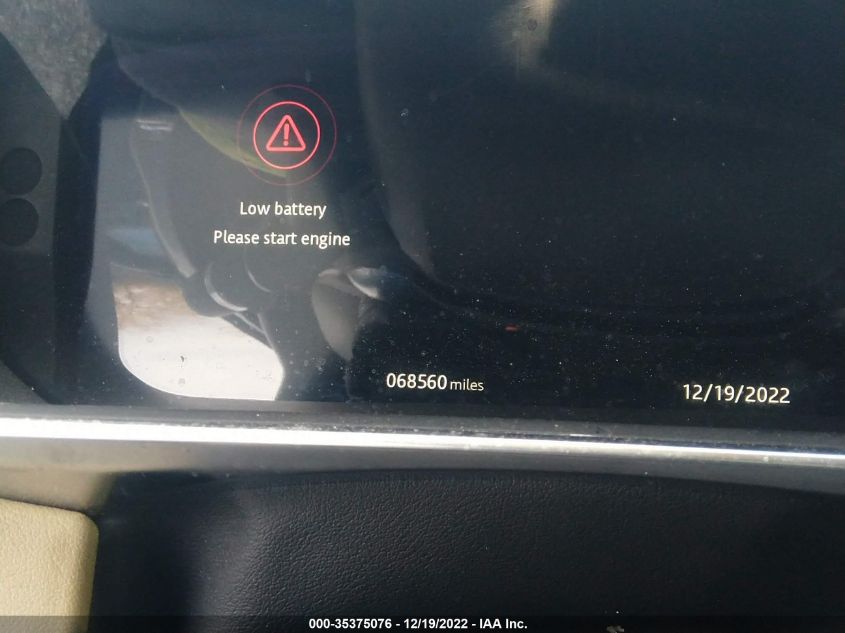 Low battery
Please start engine
068560 miles
12/19/2022
000-35375076 - 12/19/2022 - IAA Inc.